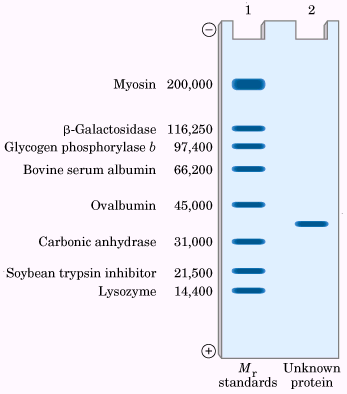 1 2
−
Myosin 200,000
β-Galactosidase 116,250
Glycogen phosphorylase b 97,400
Bovine serum albumin 66,200
Ovalbumin 45,000
Carbonic anhydrase 31,000
Soybean trypsin inhibitor 21,500
Lysozyme 14,400
+
Mr Unknown
standards protein